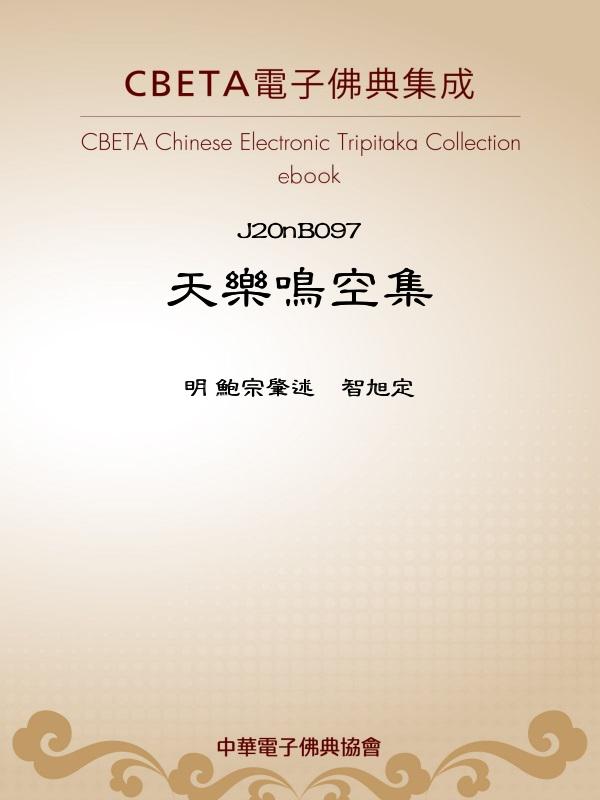 CBETA電子佛典集成
CBETA Chinese Electronic Tripitaka Collection
ebook
J20nB097
天樂鳴空集
明 鮑宗肇述　智旭定
中華電子佛典協會